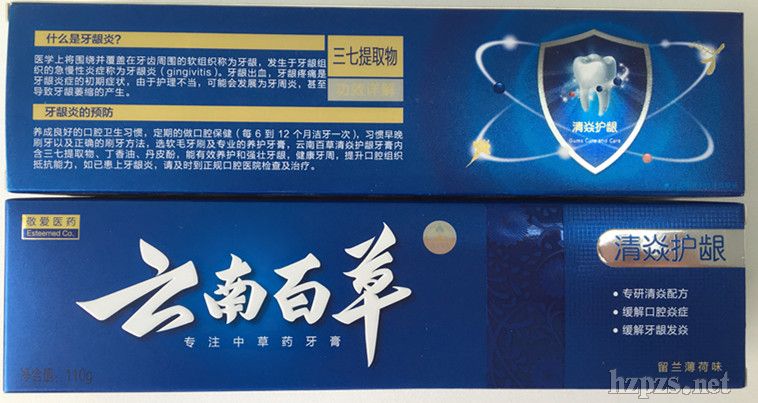 什么是牙龈炎?
医学上将围绕并覆盖在牙齿周围的软组织称为牙龈，发生于牙龈组
织的急慢性炎症称为牙龈炎（gingivitis）。牙龈出血，牙龈疼痛是
牙龈炎症的初期症状，由于护理不当，可能会发展为牙周炎，甚至
导致牙龈萎缩的产生。
三七提取物
功效详解
牙龈炎的预防
养成良好的口腔卫生习惯，定期的做口腔保健（每6到12个月洁牙一次），习惯早晚
刷牙以及正确的刷牙方法，选软毛牙刷及专业的养护牙膏，云南百草清焱护龈牙膏内
含三七提取物、丁香油、丹皮酚，能有效养护和强壮牙龈，健康牙周，提升口腔组织
抵抗能力，如已患上牙龈炎，请及时到正规口腔医院检查及治疗。
清焱护龈
Gums Cure and Care
敬爱医药
Esteemed Co.
云南百草
专注中草药牙膏
净含量：110g
清焱护龈
• 专研清焱配方
• 缓解口腔焱症
• 缓解牙龈发焱
留兰薄荷味
hzpzs.net